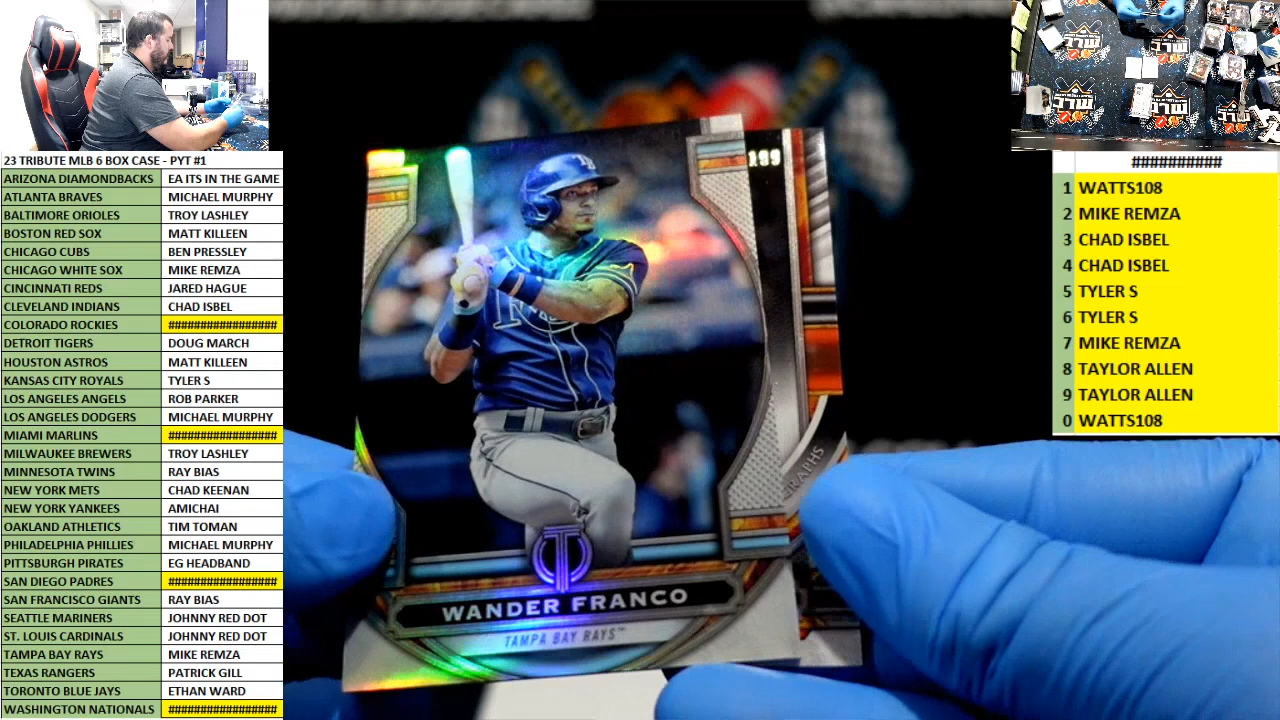 23 TRIBUTE MLB 6 BOX CASE - PYT #1
ARIZONA DIAMONDBACKS EA ITS IN THE GAME
ATLANTA BRAVES MICHAEL MURPHY
BALTIMORE ORIOLES TROY LASHLEY
BOSTON RED SOX MATT KILLEEN
CHICAGO CUBS BEN PRESSLEY
CHICAGO WHITE SOX MIKE REMZA
CINCINNATI REDS JARED HAGUE
CLEVELAND INDIANS CHAD ISBEL
COLORADO ROCKIES #################
DETROIT TIGERS DOUG MARCH
HOUSTON ASTROS MATT KILLEEN
KANSAS CITY ROYALS TYLER S
LOS ANGELES ANGELS ROB PARKER
LOS ANGELES DODGERS MICHAEL MURPHY
MIAMI MARLINS #################
MILWAUKEE BREWERS TROY LASHLEY
MINNESOTA TWINS RAY BIAS
NEW YORK METS CHAD KEENAN
NEW YORK YANKEES AMICHAI
OAKLAND ATHLETICS TIM TOMAN
PHILADELPHIA PHILLIES MICHAEL MURPHY
PITTSBURGH PIRATES EG HEADBAND
SAN DIEGO PADRES #################
SAN FRANCISCO GIANTS RAY BIAS
SEATTLE MARINERS JOHNNY RED DOT
ST. LOUIS CARDINALS JOHNNY RED DOT
TAMPA BAY RAYS MIKE REMZA
TEXAS RANGERS PATRICK GILL
TORONTO BLUE JAYS ETHAN WARD
WASHINGTON NATIONALS #################
199
RAPHS
WANDER FRANCO
TAMPA BAY RAYS™
##########
1 WATTS108
2 MIKE REMZA
3 CHAD ISBEL
4 CHAD ISBEL
5 TYLER S
6 TYLER S
7 MIKE REMZA
8 TAYLOR ALLEN
9 TAYLOR ALLEN
0 WATTS108